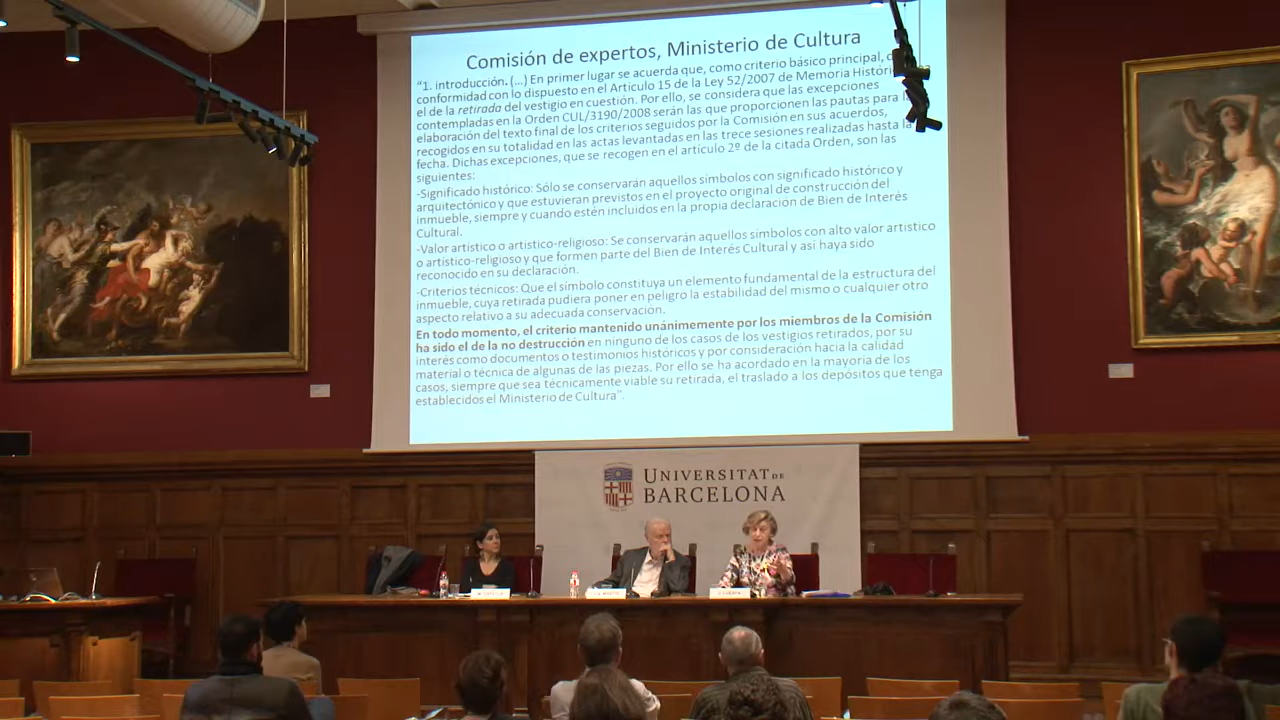 Comisión de expertos, Ministerio de Cultura
"1. introducción. (...) En primer lugar se acuerda que, como criterio básico principal,
conformidad con lo dispuesto en el Artículo 15 de la Ley 52/2007 de Memoria
el de la retirada del vestigio en cuestión. Por ello, se considera que las excepciones
contempladas en la Orden CUL/3190/2008 serán las que proporcionen las pautas para
elaboración del texto final de los criterios seguidos por la Comisión en sus acuerdos,
recogidos en su totalidad en las actas levantadas en las trece sesiones realizadas hasta la
fecha. Dichas excepciones, que se recogen en el artículo 2º de la citada Orden, son las
siguientes:
-Significado histórico: Sólo se conservarán aquellos símbolos con significado histórico y
arquitectónico y que estuvieran previstos en el proyecto original de construcción del
inmueble, siempre y cuando estén incluidos en la propia declaración de Bien de Interés
Cultural.
-Valor artístico o artístico-religioso: Se conservarán aquellos símbolos con alto valor artístico
o artístico-religioso y que formen parte del Bien de Interés Cultural y así haya sido
reconocido en su declaración.
-Criterios técnicos: Que el símbolo constituya un elemento fundamental de la estructura del
inmueble, cuya retirada pudiera poner en peligro la estabilidad del mismo o cualquier otro
aspecto relativo a su adecuada conservación.
En todo momento, el criterio mantenido unánimemente por los miembros de la Comisión
ha sido el de la no destrucción en ninguno de los casos de los vestigios retirados, por su
interés como documentos o testimonios históricos y por consideración hacia la calidad
material o técnica de algunas de las piezas. Por ello se ha acordado en la mayoría de los
casos, siempre que sea técnicamente viable su retirada, el traslado a los depósitos que tenga
establecidos el Ministerio de Cultura".
UNIVERSITAT DE
BARCELONA